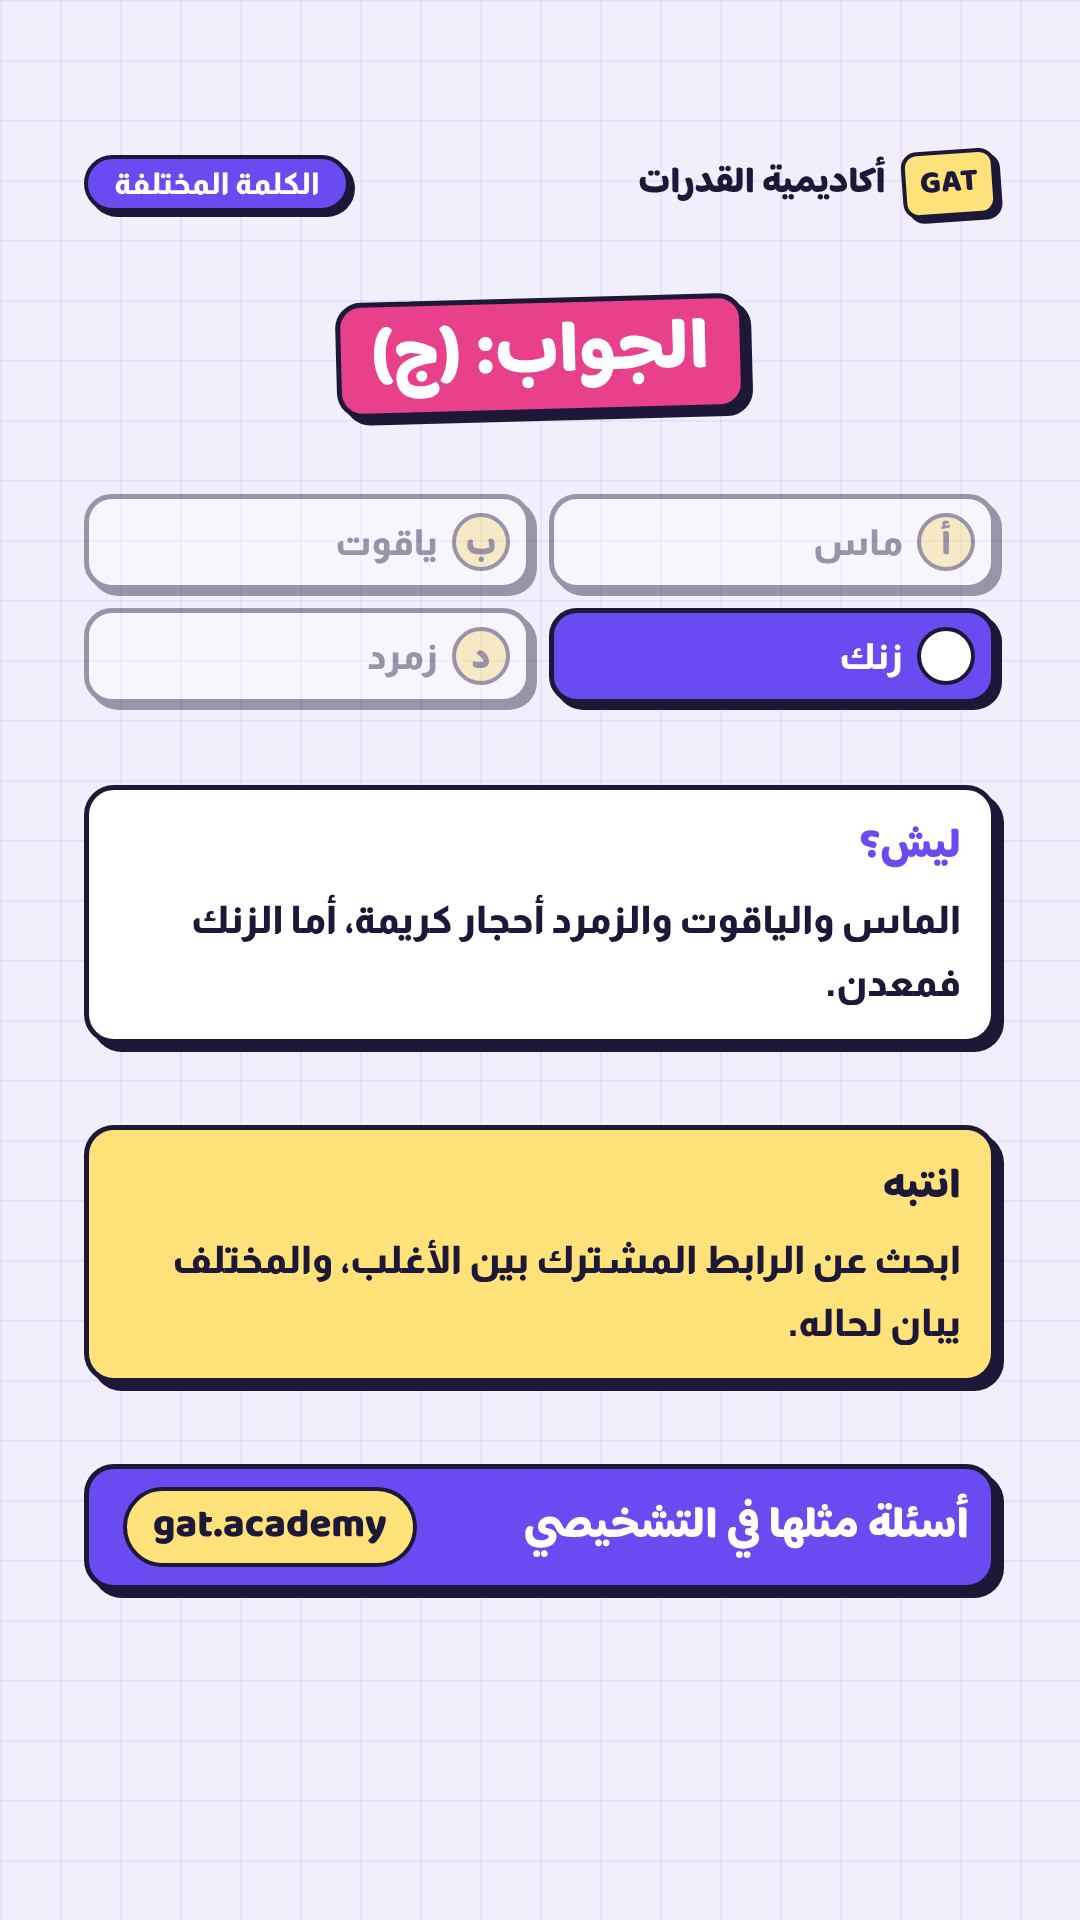 GAT أكاديمية القدرات
الكلمة المختلفة
الجواب: (ج)
أ ماس
ب ياقوت
زنك
د زمرد
ليش؟
الماس والياقوت والزمرد أحجار كريمة، أما الزنك
فمعدن.
انتبه
ابحث عن الرابط المشترك بين الأغلب، والمختلف
يبان لحاله.
أسئلة مثلها في التشخيصي
gat.academy